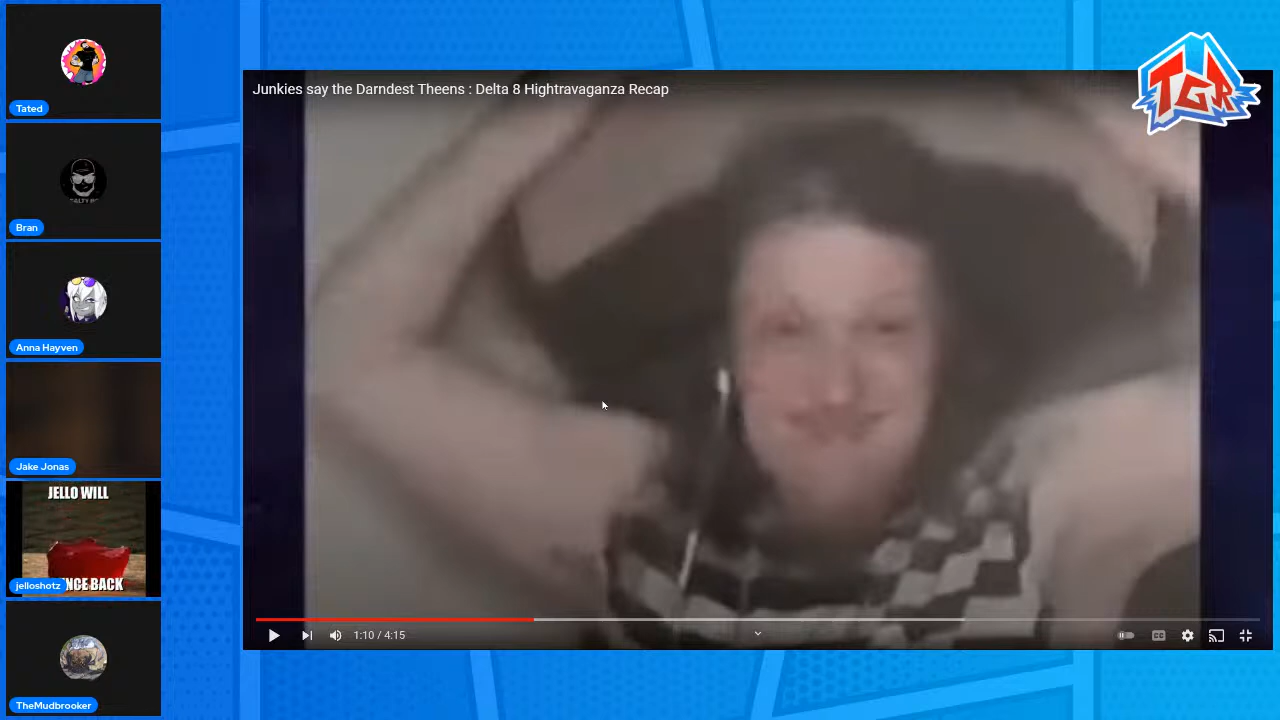 Tated
Bran
Anna Hayven
Jake Jonas
JELLO WILL
NCE BACK
jelloshotz
TheMudbrooker
Junkies say the Darndest Theens : Delta 8 Hightravaganza Recap
TGR
1:10 / 4:15
CC